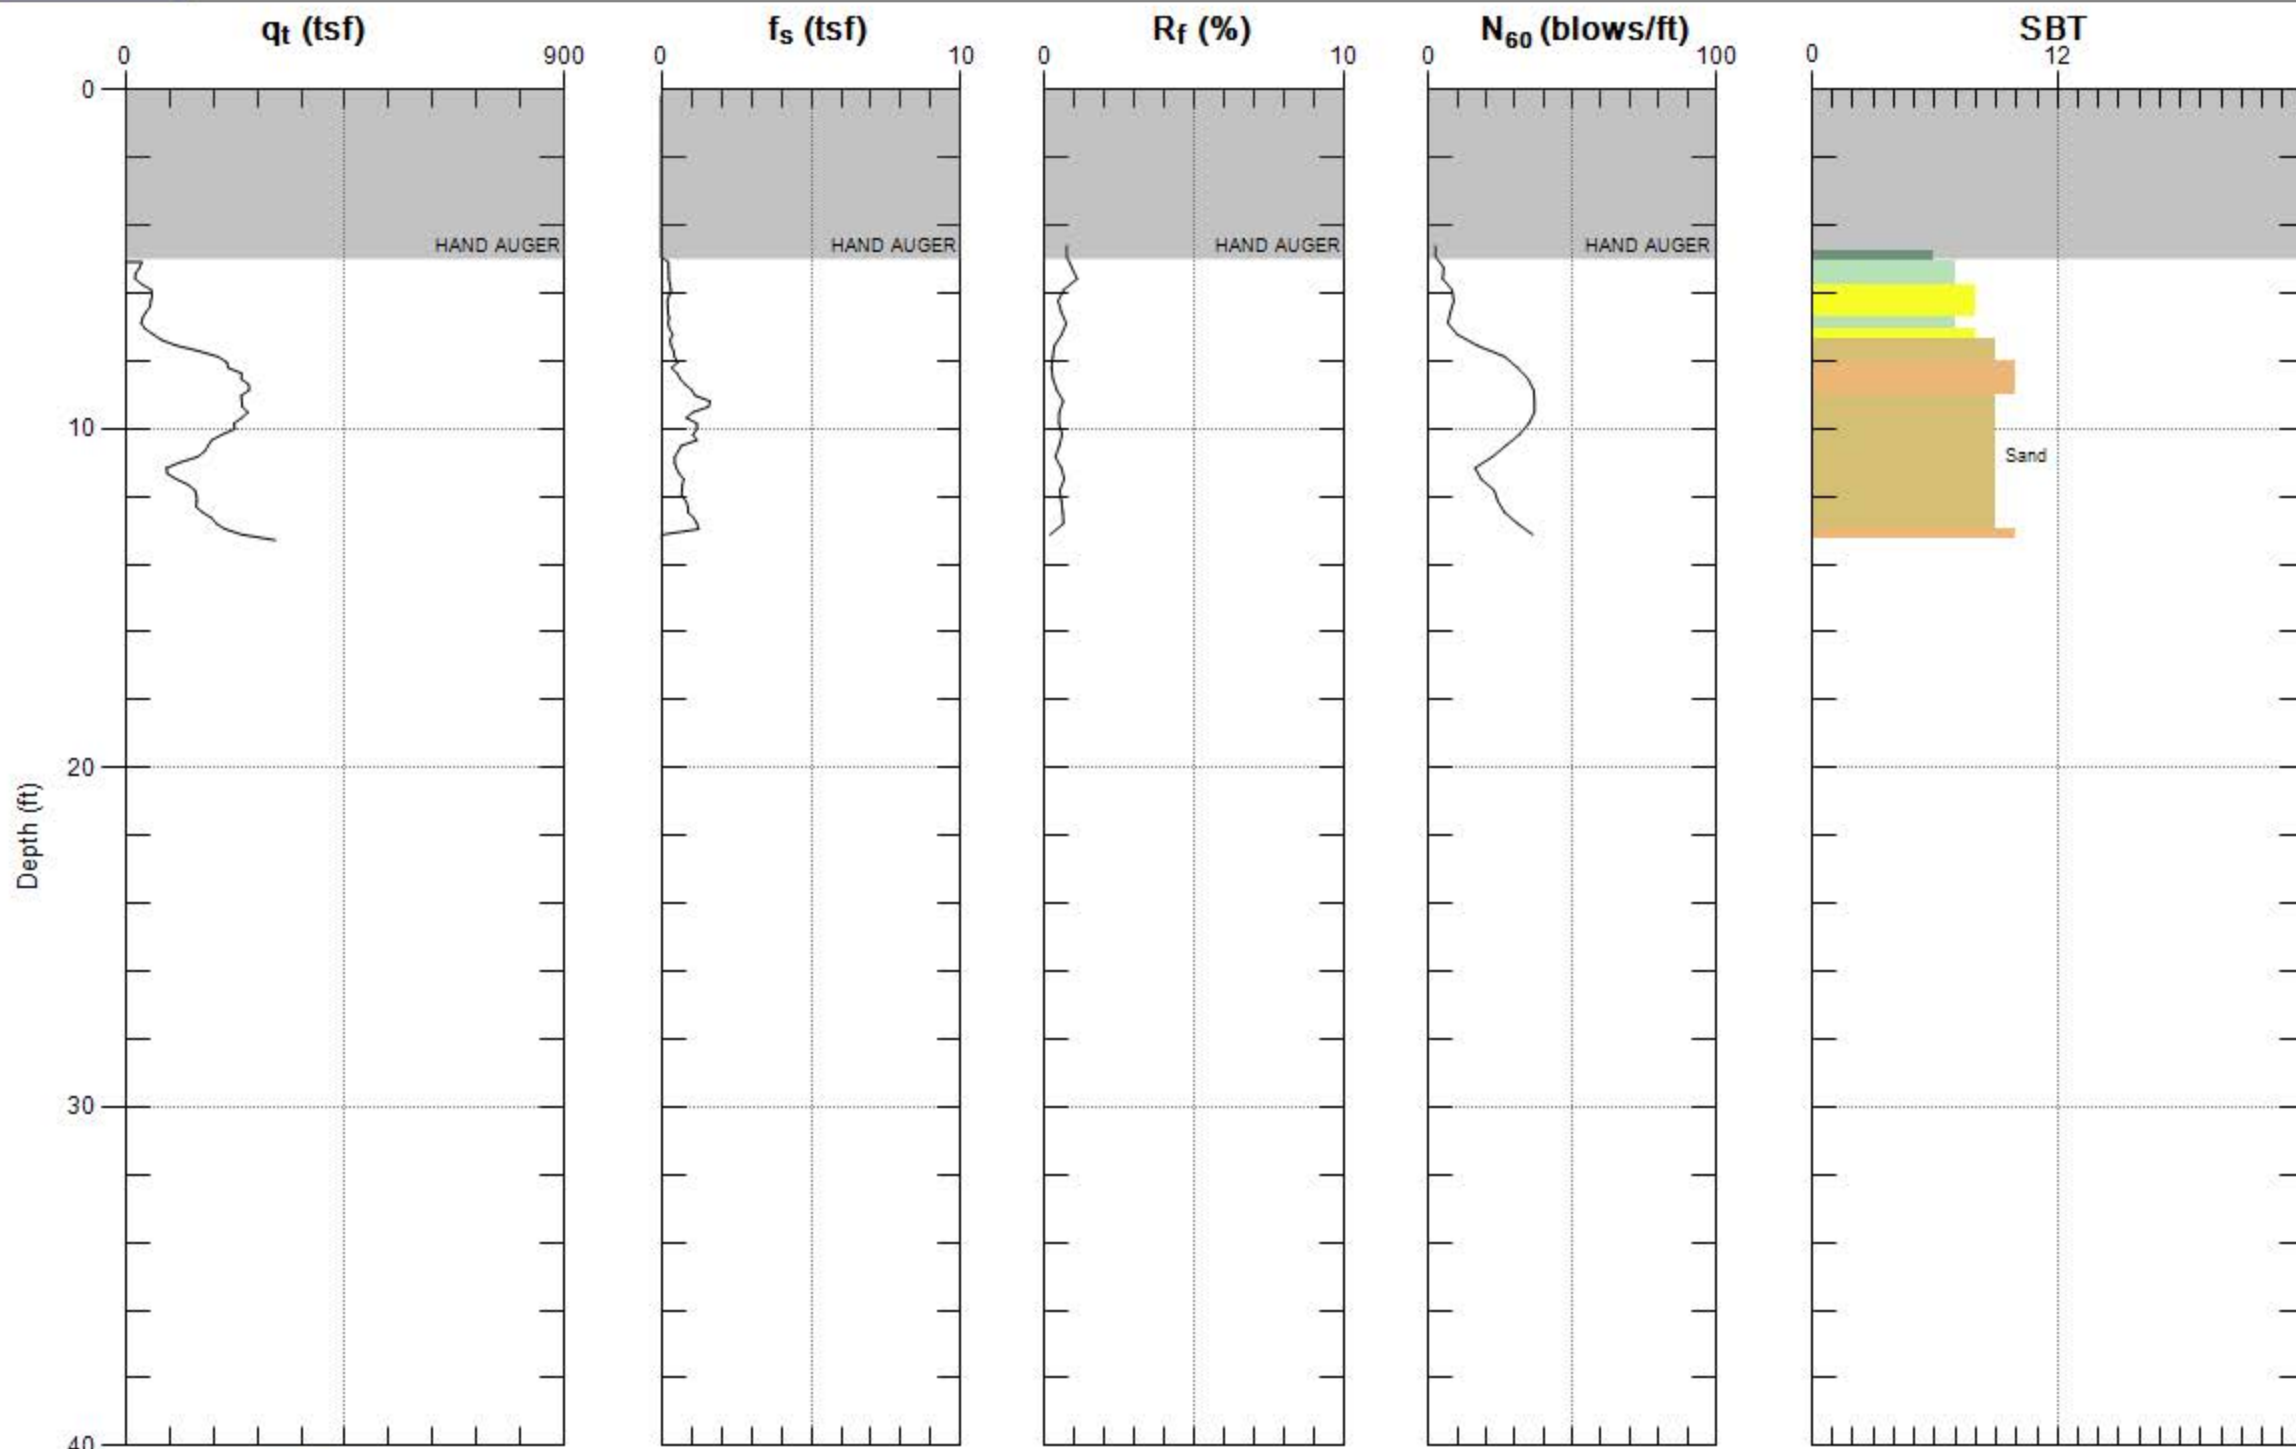 qt (tsf) fs (tsf) Rf (%) N60 (blows/ft) SBT
0 900 0 10 0 10 0 100 0 12
0
HAND AUGER HAND AUGER HAND AUGER HAND AUGER
10
Sand
20
Depth (ft)
30
40